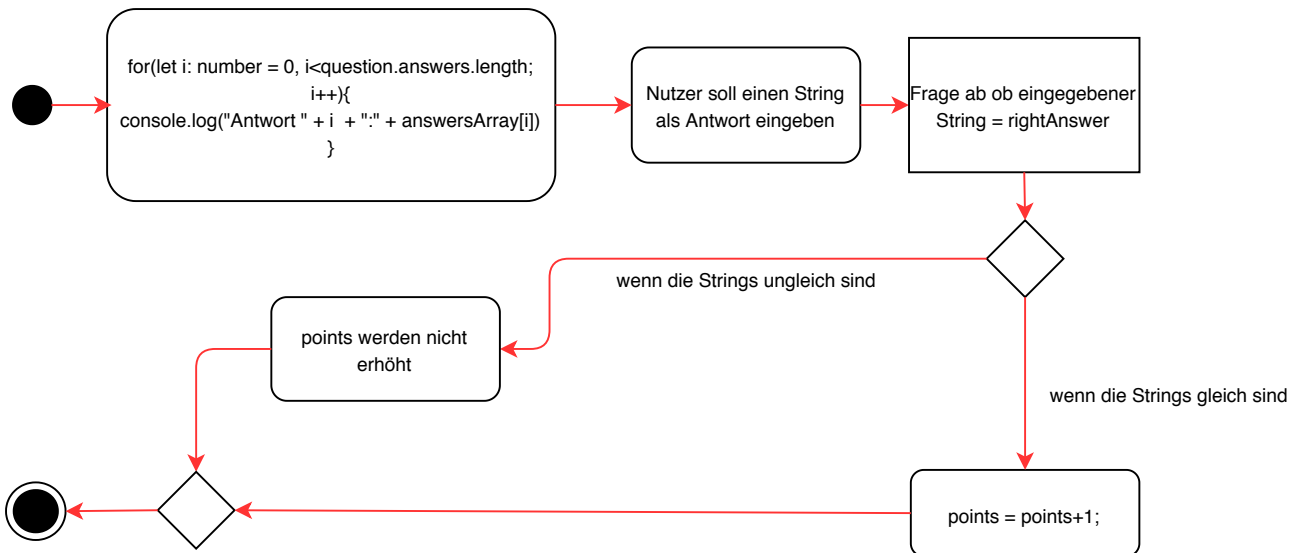 for(let i: number = 0, i<question.answers.length;
i++){
console.log("Antwort " + i  + ":" + answersArray[i])
}
Nutzer soll einen String
als Antwort eingeben
Frage ab ob eingegebener
String = rightAnswer
wenn die Strings ungleich sind
points werden nicht
erhöht
wenn die Strings gleich sind
points = points+1;